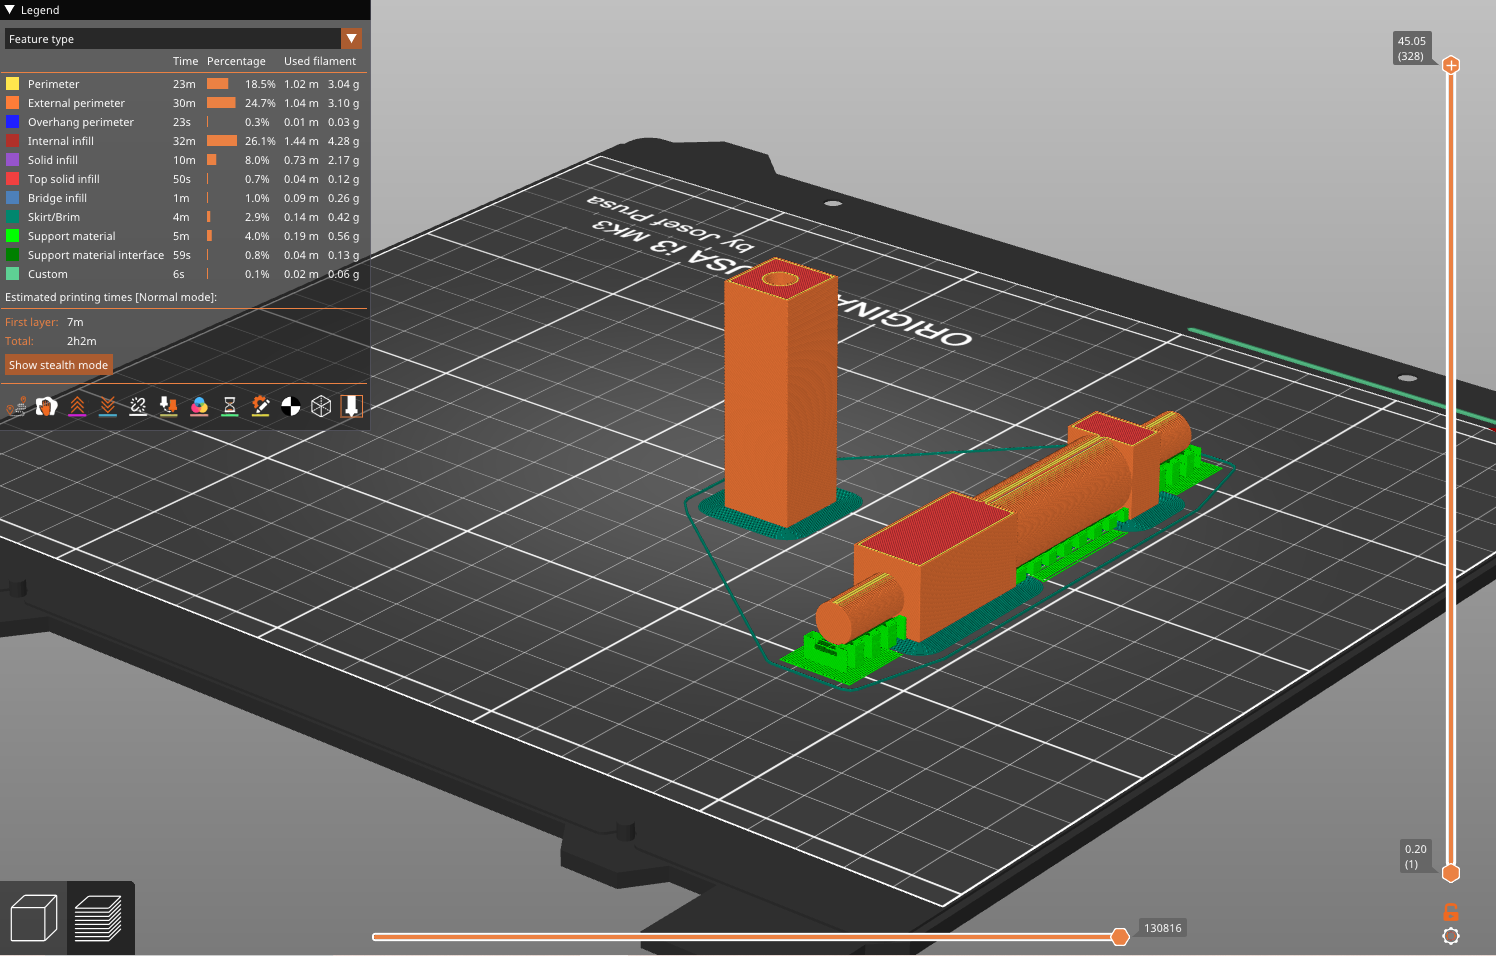 Legend
Feature type
Time Percentage Used filament
Perimeter 23m 18.5% 1.02 m 3.04 g
External perimeter 30m 24.7% 1.04 m 3.10 g
Overhang perimeter 23s 0.3% 0.01 m 0.03 g
Internal infill 32m 26.1% 1.44 m 4.28 g
Solid infill 10m 8.0% 0.73 m 2.17 g
Top solid infill 50s 0.7% 0.04 m 0.12 g
Bridge infill 1m 1.0% 0.09 m 0.26 g
Skirt/Brim 4m 2.9% 0.14 m 0.42 g
Support material 5m 4.0% 0.19 m 0.56 g
Support material interface 59s 0.8% 0.04 m 0.13 g
Custom 6s 0.1% 0.02 m 0.06 g
Estimated printing times [Normal mode]:
First layer: 7m
Total: 2h2m
Show stealth mode
45.05
(328)
ORIGINA
USA i3 MK3
by Josef Prusa
0.20
(1)
130816